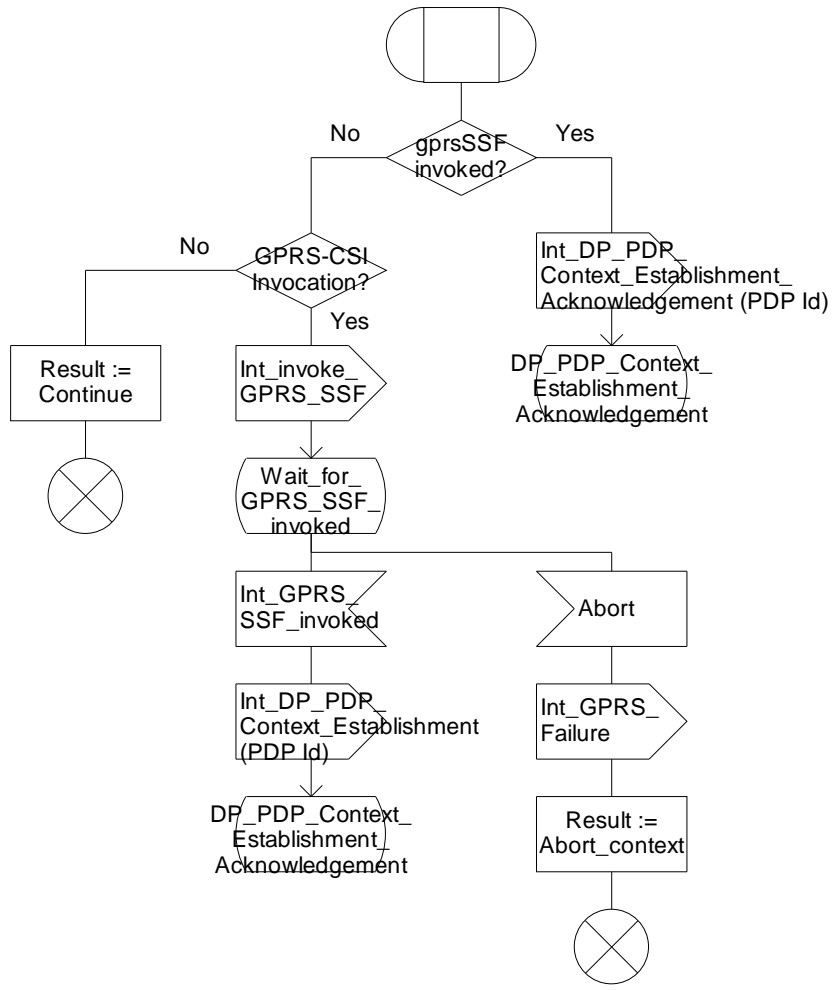 gprsSSF
invoked?
No
Yes
GPRS-CSI
Invocation?
No
Yes
Int_DP_PDP_
Context_Establishment_
Acknowledgement (PDP Id)
Result :=
Continue
Int_invoke_
GPRS_SSF
DP_PDP_Context_
Establishment_
Acknowledgement
Wait_for_
GPRS_SSF_
invoked
Int_GPRS_
SSF_invoked
Abort
Int_DP_PDP_
Context_Establishment
(PDP Id)
Int_GPRS_
Failure
DP_PDP_Context_
Establishment_
Acknowledgement
Result :=
Abort_context